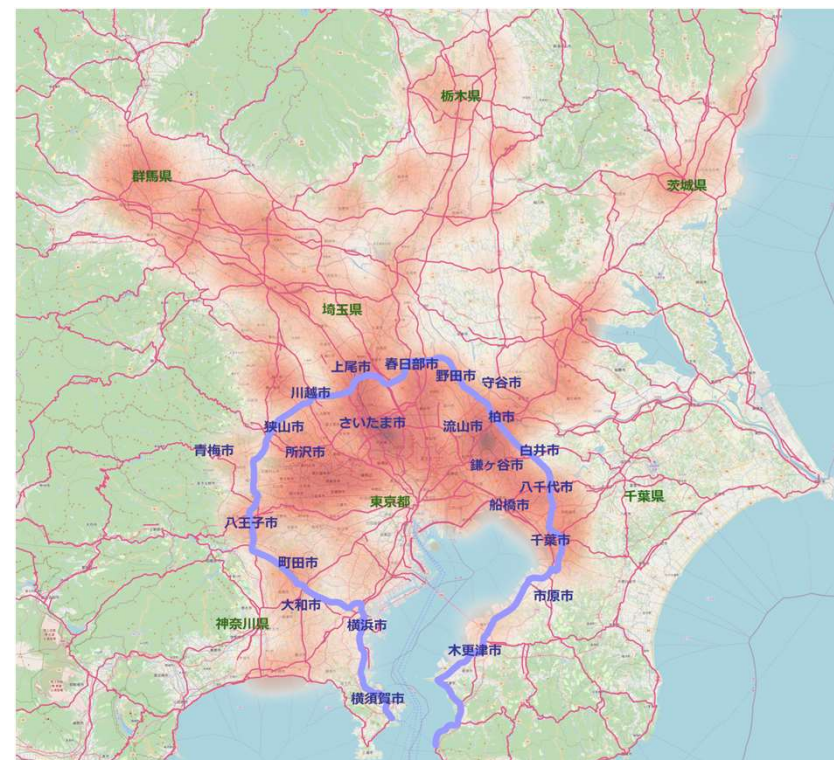 栃木県
群馬県
茨城県
埼玉県
上尾市
春日部市
野田市
守谷市
川越市
柏市
さいたま市
流山市
狭山市
青梅市
所沢市
白井市
鎌ヶ谷市
八千代市
千葉県
東京都
船橋市
八王子市
千葉市
町田市
市原市
大和市
神奈川県
横浜市
木更津市
横須賀市